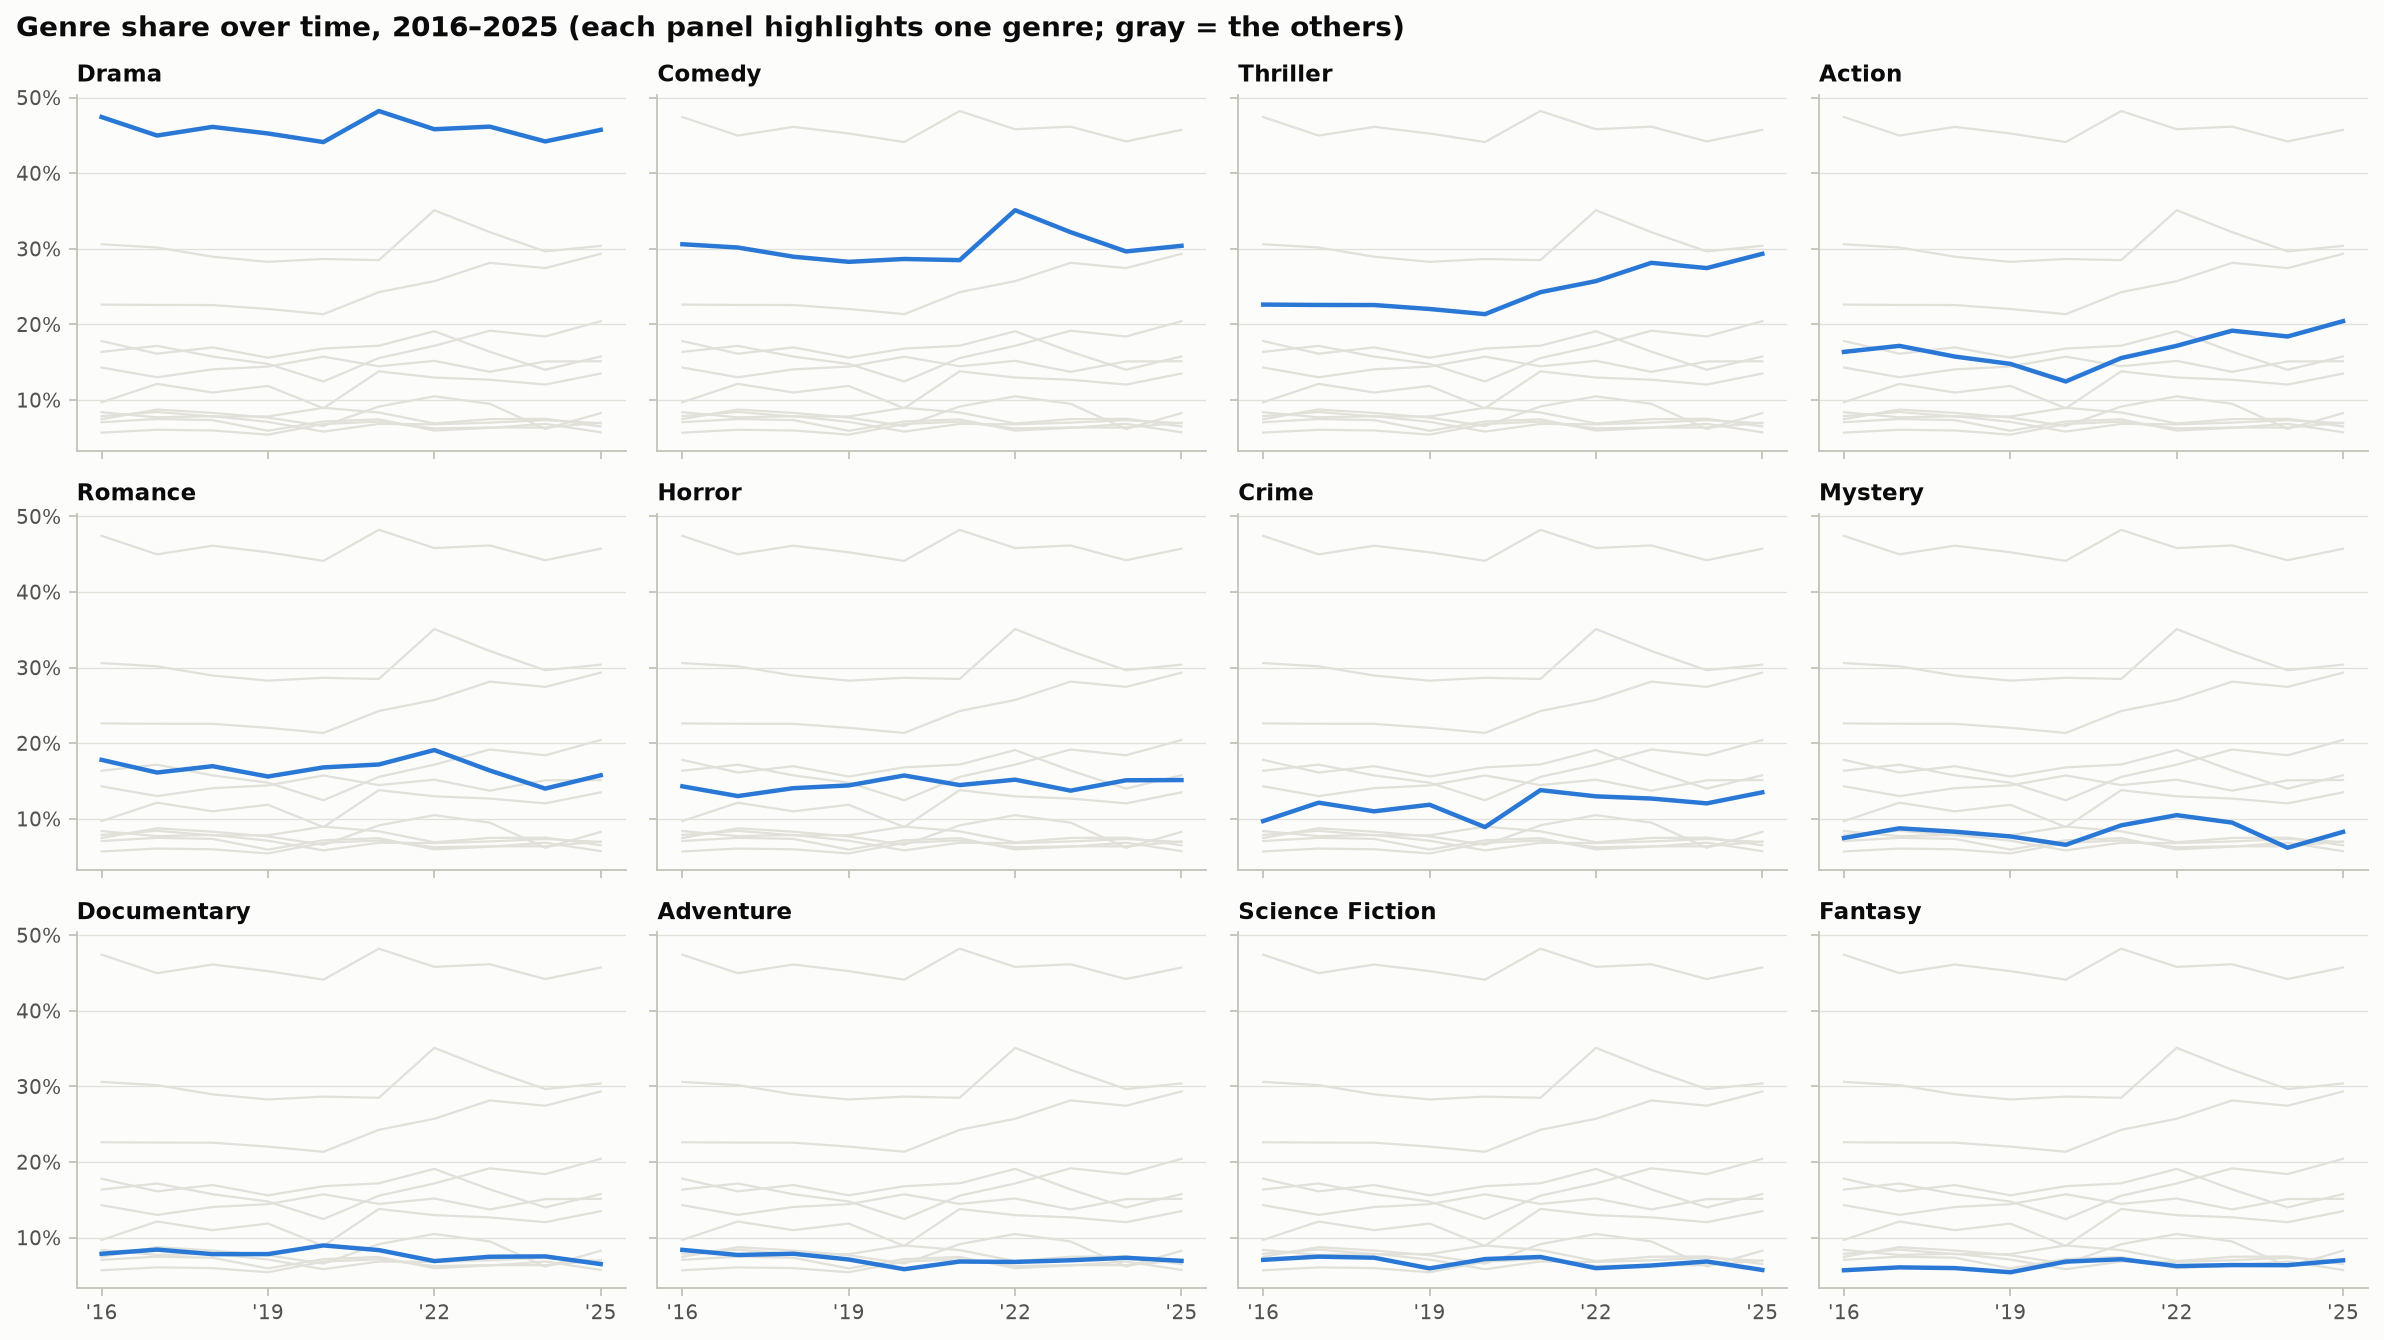 Genre share over time, 2016–2025 (each panel highlights one genre; gray = the others)
Drama
Comedy
Thriller
Action
50%
40%
30%
20%
10%
Romance
Horror
Crime
Mystery
50%
40%
30%
20%
10%
Documentary
Adventure
Science Fiction
Fantasy
50%
40%
30%
20%
10%
'16 '19 '22 '25
'16 '19 '22 '25
'16 '19 '22 '25
'16 '19 '22 '25